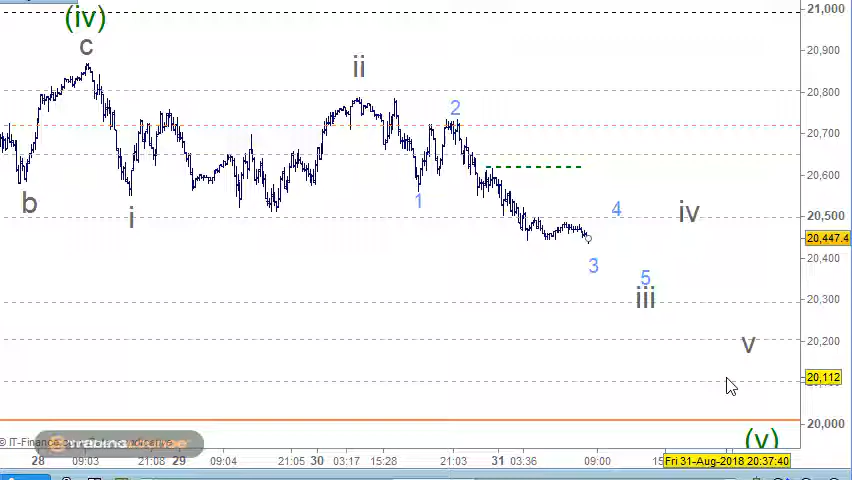 21,000
(iv)
c
20,900
ii
20,800
2
20,700
20,600
b
1
i
4
iv
20,500
20,447.4
3
20,400
5
iii
20,300
v
20,200
20,112
20,000
(v)
© IT-Finance.co
28 09:03 21:08 29 09:04 21:05 30 03:17 15:28 21:03 31 03:36 09:00 15 Fri 31-Aug-2018 20:37:40